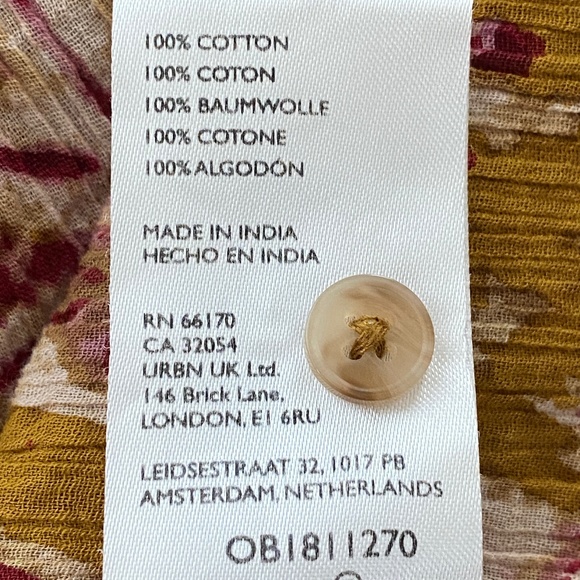 100% COTTON
100% COTON
100% BAUMWOLLE
100% COTONE
100% ALGODÓN
MADE IN INDIA
HECHO EN INDIA
RN 66170
CA 32054
URBN UK Ltd.
146 Brick Lane,
LONDON, E1 6RU
LEIDSESTRAAT 32, 1017 PB
AMSTERDAM, NETHERLANDS
OB1811270